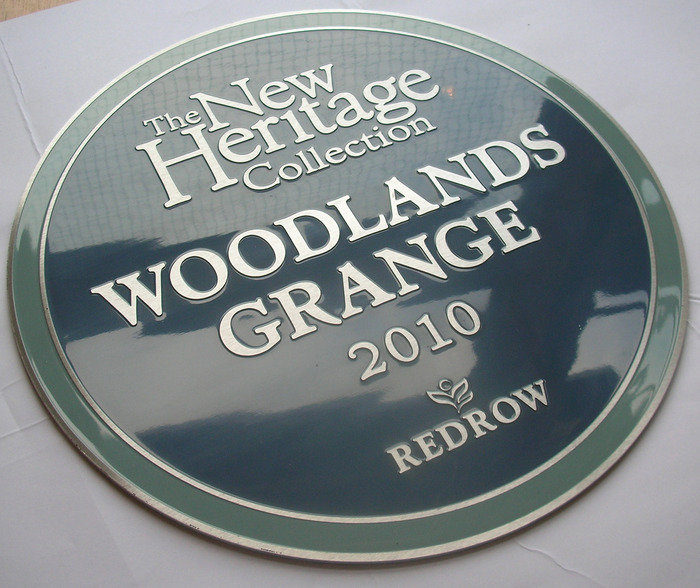 The New
Heritage
Collection
WOODLANDS
GRANGE
2010
REDROW